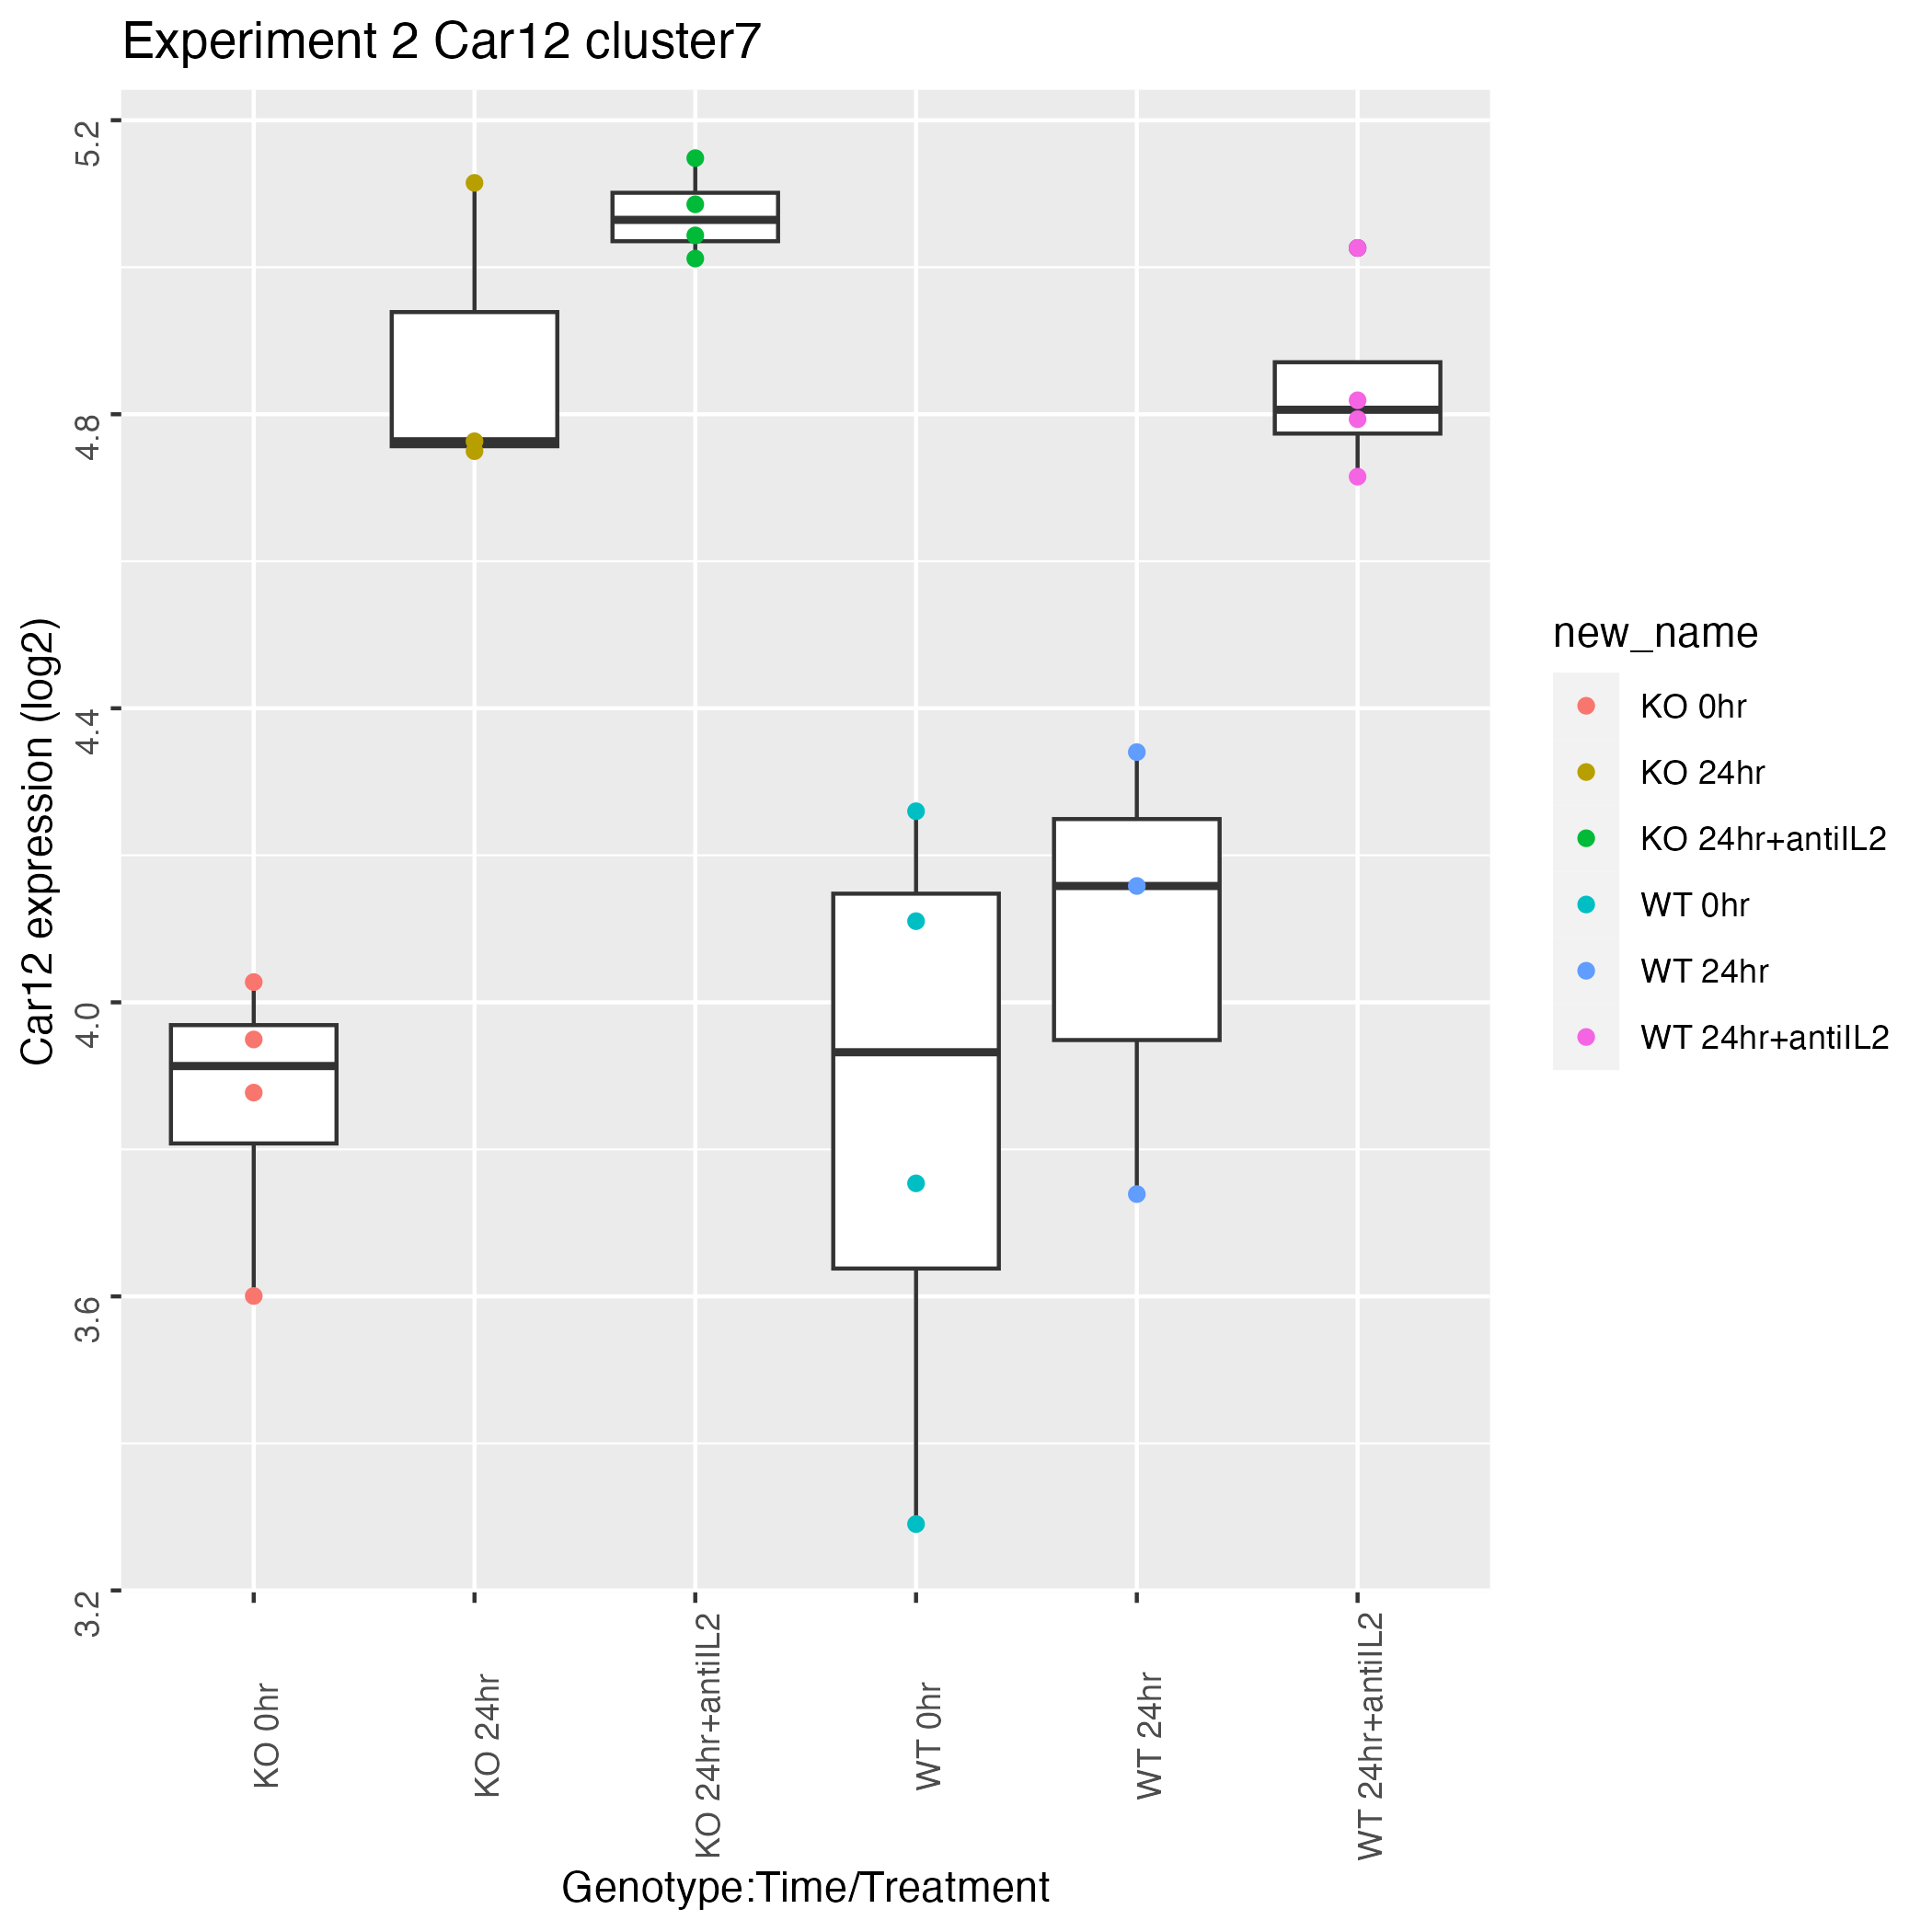 Experiment 2 Car12 cluster7
5.2
4.8
4.4
4.0
3.6
3.2
Car12 expression (log2)
KO 0hr
KO 24hr
KO 24hr+antiIL2
WT 0hr
WT 24hr
WT 24hr+antiIL2
Genotype:Time/Treatment
new_name
KO 0hr
KO 24hr
KO 24hr+antiIL2
WT 0hr
WT 24hr
WT 24hr+antiIL2